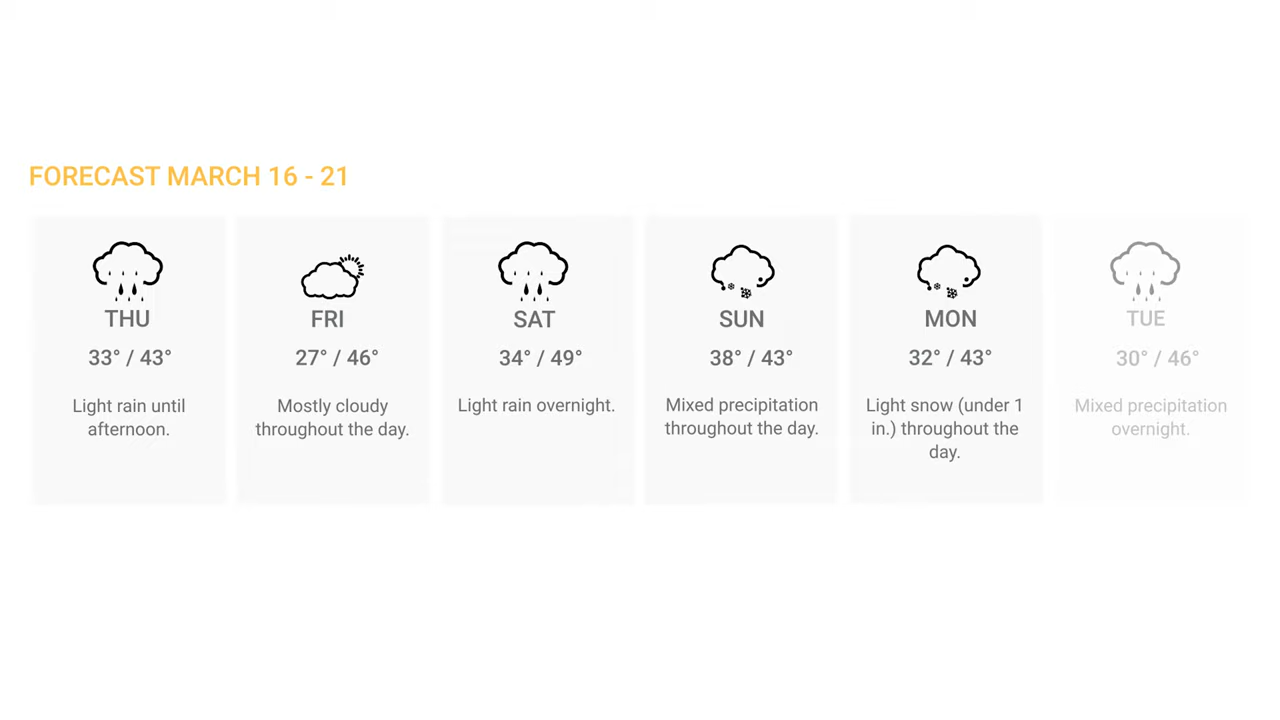 FORECAST MARCH 16 - 21
THU
33° / 43°
Light rain until
afternoon.
FRI
27° / 46°
Mostly cloudy
throughout the day.
SAT
34° / 49°
Light rain overnight.
SUN
38° / 43°
Mixed precipitation
throughout the day.
MON
32° / 43°
Light snow (under 1
in.) throughout the
day.
TUE
30° / 46°
Mixed precipitation
overnight.